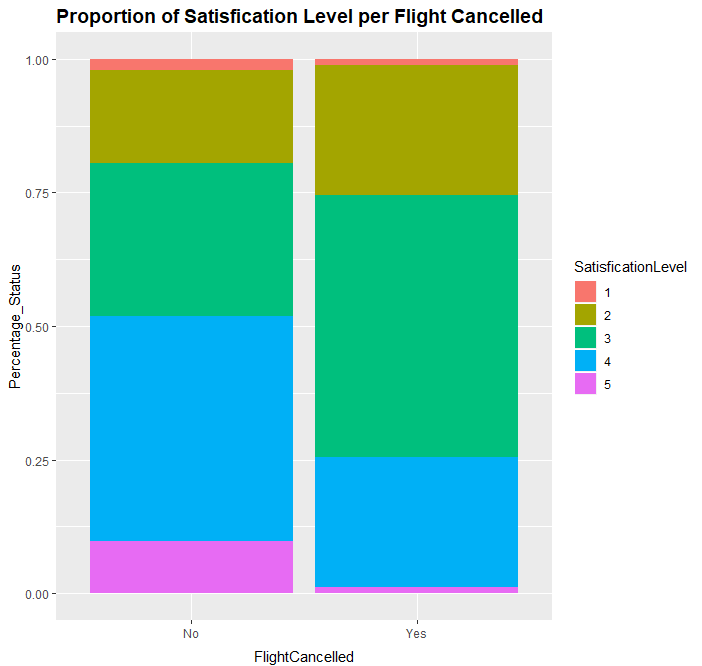 Proportion of Satisfication Level per Flight Cancelled
Percentage_Status
1.00
0.75
0.50
0.25
0.00
No
Yes
FlightCancelled
SatisficationLevel
1
2
3
4
5